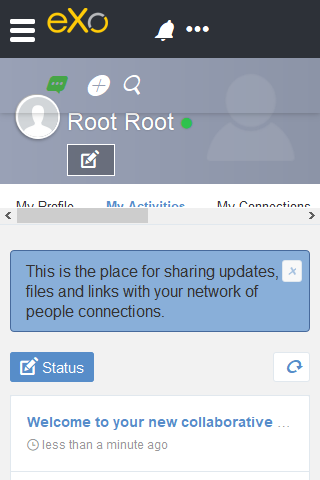 eXo
Root Root
My Profile My Activities My Connections
This is the place for sharing updates,
files and links with your network of
people connections.
x
Status
Welcome to your new collaborative ...
less than a minute ago